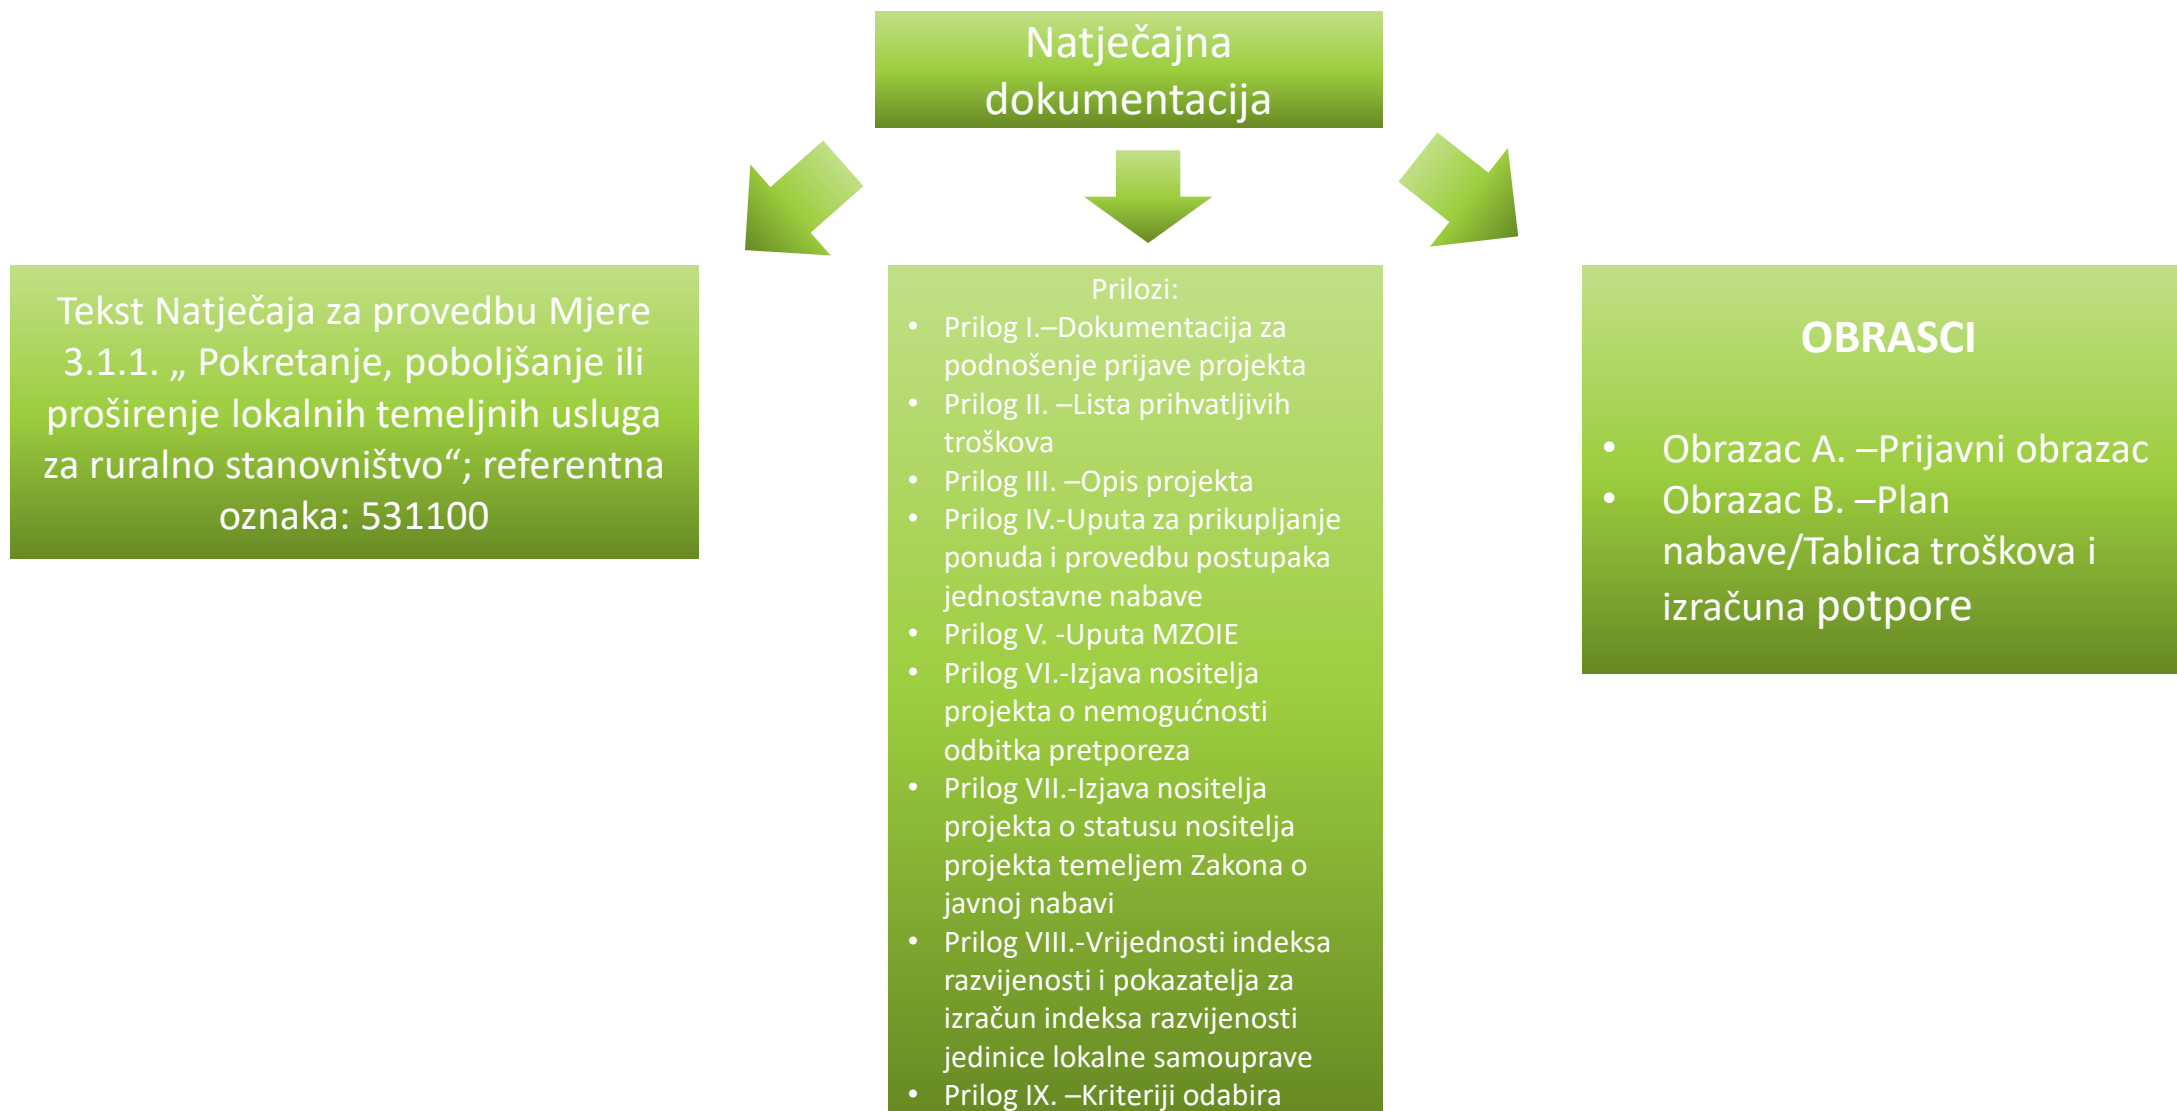 Natječajna
dokumentacija
Tekst Natječaja za provedbu Mjere
3.1.1. „ Pokretanje, poboljšanje ili
proširenje lokalnih temeljnih usluga
za ruralno stanovništvo“; referentna
oznaka: 531100
Prilozi:
• Prilog I.–Dokumentacija za
podnošenje prijave projekta
• Prilog II. –Lista prihvatljivih
troškova
• Prilog III. –Opis projekta
• Prilog IV.-Uputa za prikupljanje
ponuda i provedbu postupaka
jednostavne nabave
• Prilog V. -Uputa MZOIE
• Prilog VI.-Izjava nositelja
projekta o nemogućnosti
odbitka pretporeza
• Prilog VII.-Izjava nositelja
projekta o statusu nositelja
projekta temeljem Zakona o
javnoj nabavi
• Prilog VIII.-Vrijednosti indeksa
razvijenosti i pokazatelja za
izračun indeksa razvijenosti
jedinice lokalne samouprave
• Prilog IX. –Kriteriji odabira
OBRASCI
• Obrazac A. –Prijavni obrazac
• Obrazac B. –Plan
nabave/Tablica troškova i
izračuna potpore